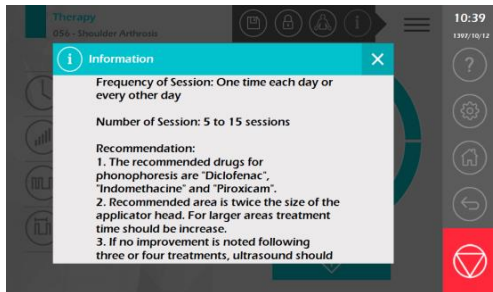 Therapy
056 - Shoulder Arthrosis
10:39
1397/10/12
Information
Frequency of Session: One time each day or
every other day
Number of Session: 5 to 15 sessions
Recommendation:
1. The recommended drugs for
phonophoresis are "Diclofenac",
"Indomethacine" and "Piroxicam".
2. Recommended area is twice the size of the
applicator head. For larger areas treatment
time should be increase.
3. If no improvement is noted following
three or four treatments, ultrasound should